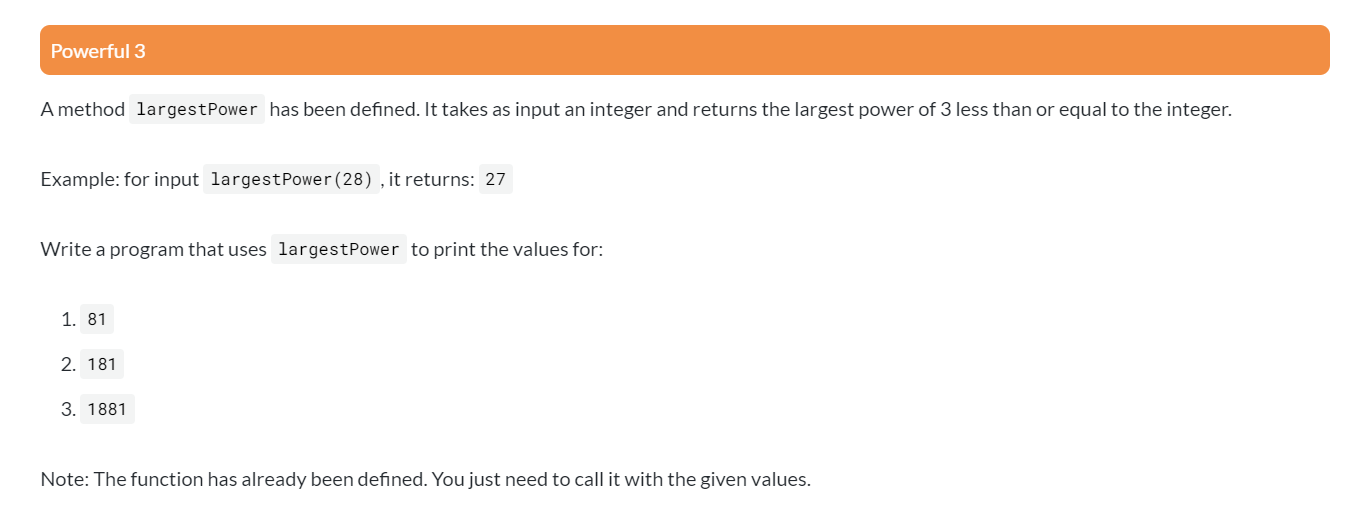 Powerful 3
A method largestPower has been defined. It takes as input an integer and returns the largest power of 3 less than or equal to the integer.
Example: for input largestPower(28), it returns: 27
Write a program that uses largestPower to print the values for:
1. 81
2. 181
3. 1881
Note: The function has already been defined. You just need to call it with the given values.